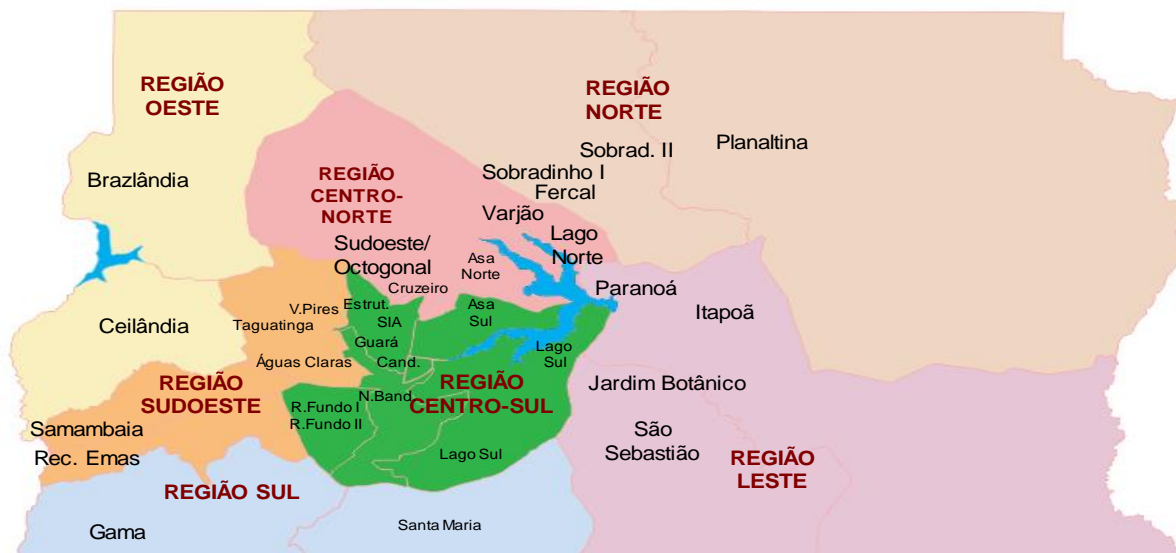 REGIÃO
OESTE
REGIÃO
NORTE
Planaltina
Sobrad. II
Sobradinho I
Fercal
Brazlândia
REGIÃO
CENTRO-
NORTE
Varjão
Lago
Norte
Sudoeste/
Octogonal
Asa
Norte
Cruzeiro
Paranoá
Itapoã
V.Pires
Estrut.
Asa
Sul
Ceilândia
Taguatinga
SIA
Guará
Lago
Sul
Águas Claras
Cand.
REGIÃO
SUDOESTE
REGIÃO
CENTRO-SUL
Jardim Botânico
N.Band.
R.Fundo I
R.Fundo II
Samambaia
Rec. Emas
São
Sebastião
Lago Sul
REGIÃO
LESTE
REGIÃO SUL
Gama
Santa Maria